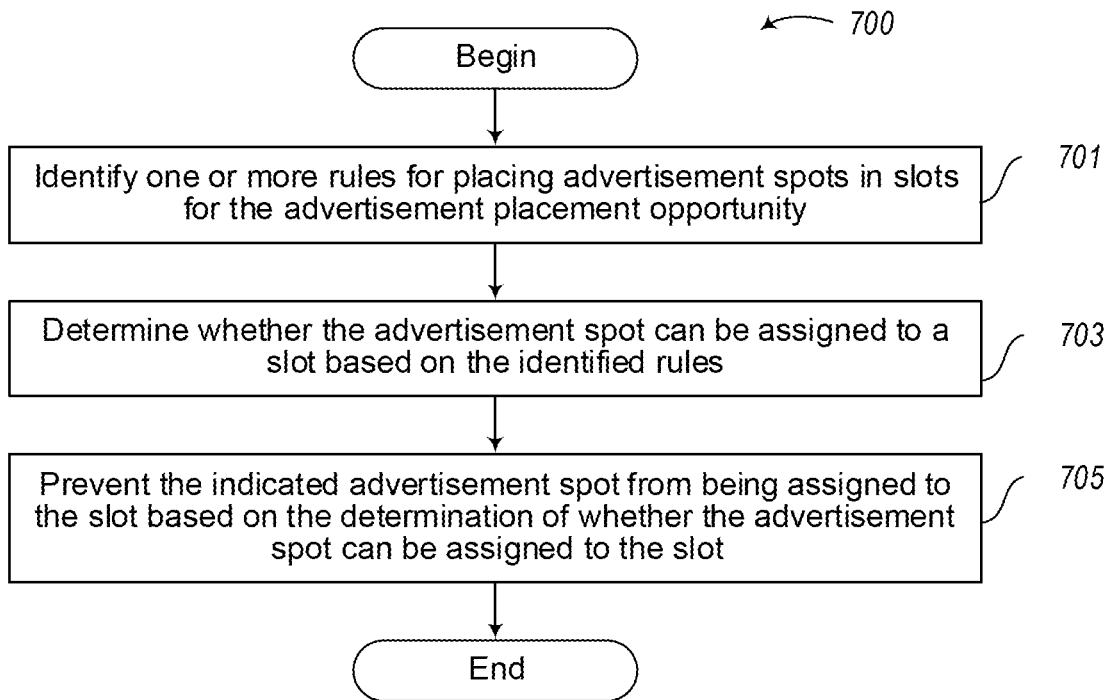 700
Begin
Identify one or more rules for placing advertisement spots in slots
for the advertisement placement opportunity
701
Determine whether the advertisement spot can be assigned to a
slot based on the identified rules
703
Prevent the indicated advertisement spot from being assigned to
the slot based on the determination of whether the advertisement
spot can be assigned to the slot
705
End